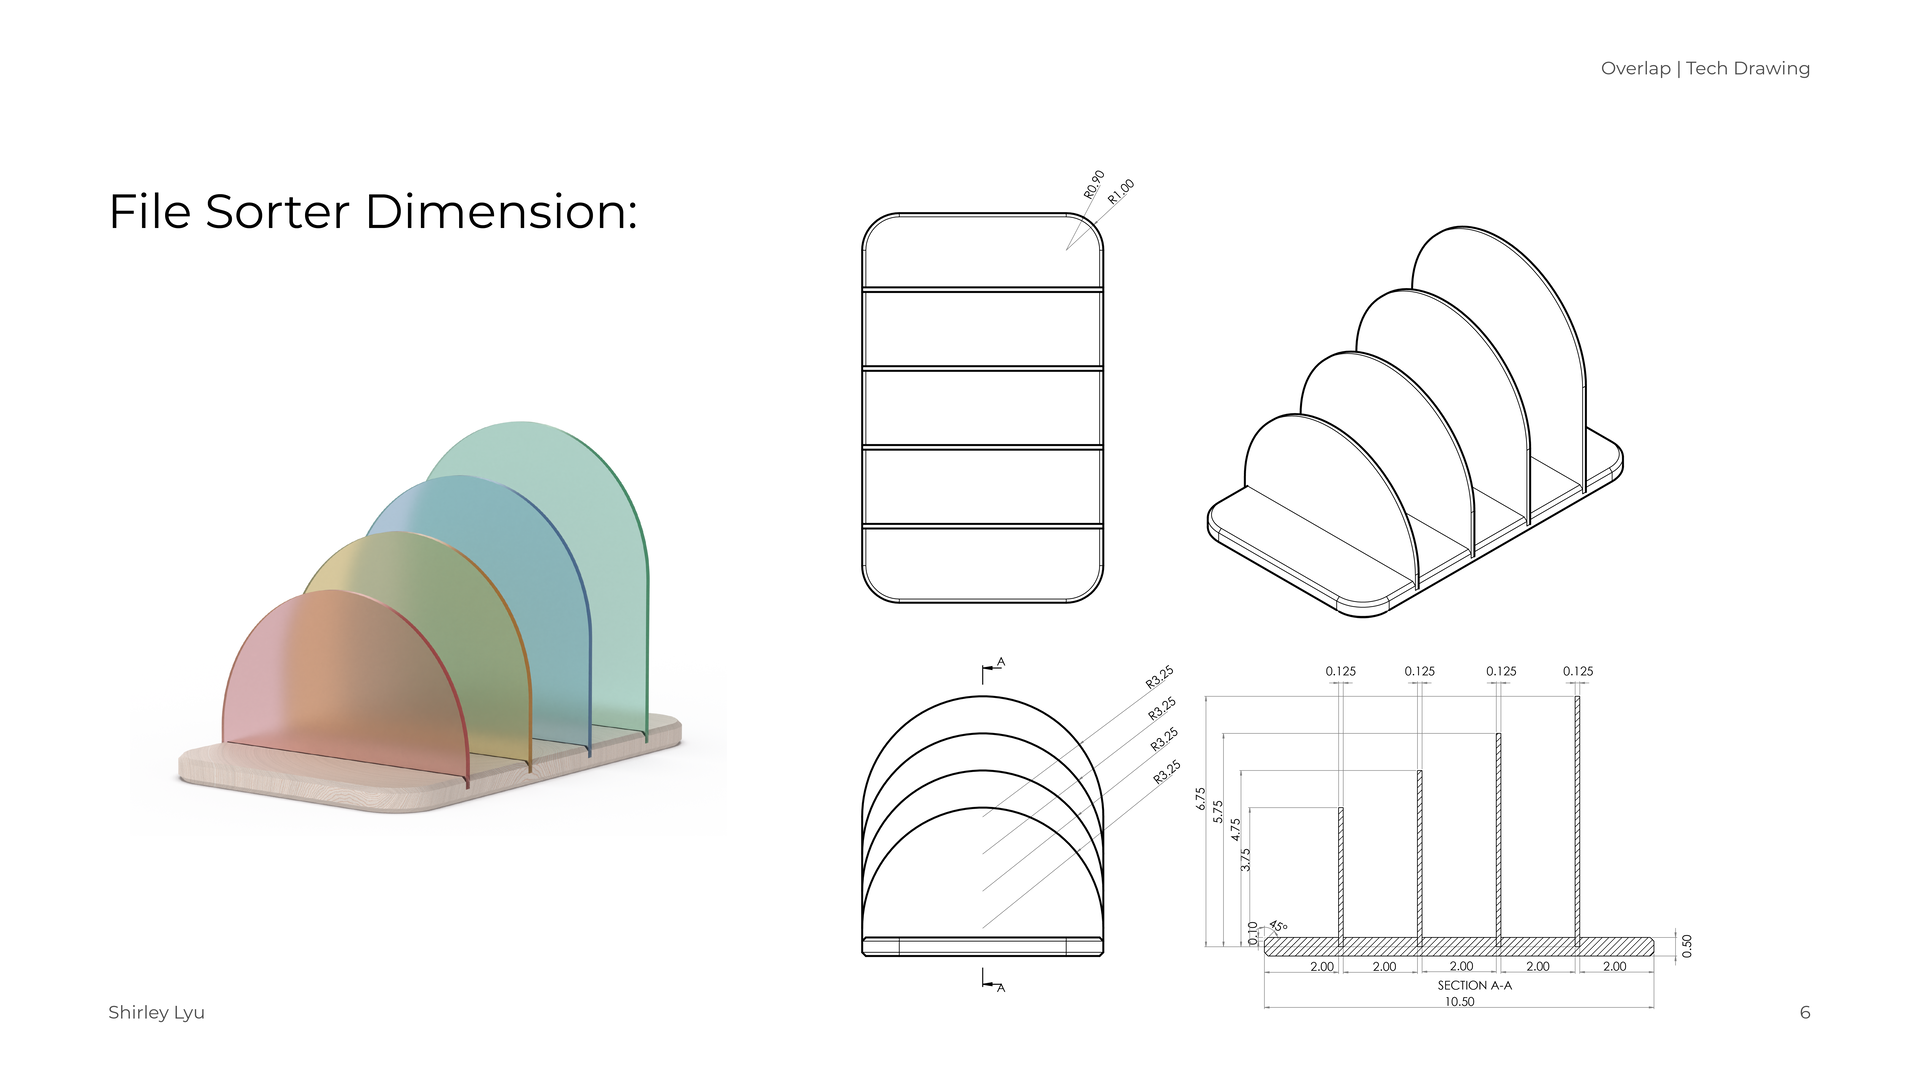 Overlap | Tech Drawing
File Sorter Dimension:
R0.90
R1.00
A
R3.25
R3.25
R3.25
R3.25
A
0.125 0.125 0.125 0.125
6.75
5.75
4.75
3.75
0.10
45°
0.50
2.00 2.00 2.00 2.00 2.00
SECTION A-A
10.50
Shirley Lyu
6